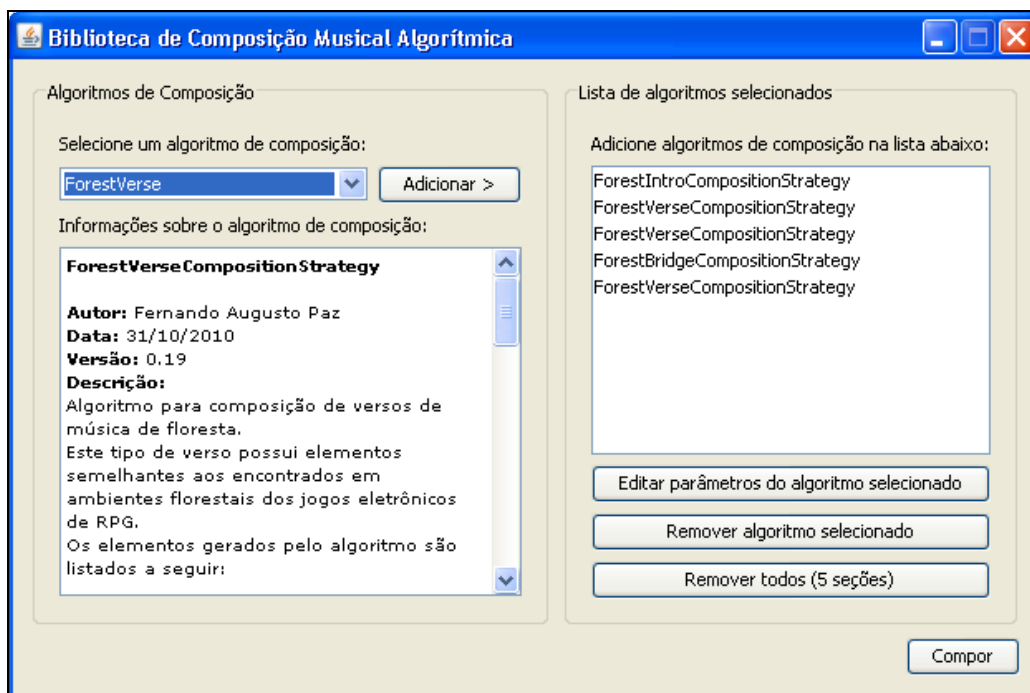 Biblioteca de Composição Musical Algorítmica
Algoritmos de Composição
Selecione um algoritmo de composição:
ForestVerse
Adicionar >
Informações sobre o algoritmo de composição:
ForestVerseCompositionStrategy
Autor: Fernando Augusto Paz
Data: 31/10/2010
Versão: 0.19
Descrição:
Algoritmo para composição de versos de
música de floresta.
Este tipo de verso possui elementos
semelhantes aos encontrados em
ambientes florestais dos jogos eletrônicos
de RPG.
Os elementos gerados pelo algoritmo são
listados a seguir:
Lista de algoritmos selecionados
Adicione algoritmos de composição na lista abaixo:
ForestIntroCompositionStrategy
ForestVerseCompositionStrategy
ForestVerseCompositionStrategy
ForestBridgeCompositionStrategy
ForestVerseCompositionStrategy
Editar parâmetros do algoritmo selecionado
Remover algoritmo selecionado
Remover todos (5 seções)
Compor